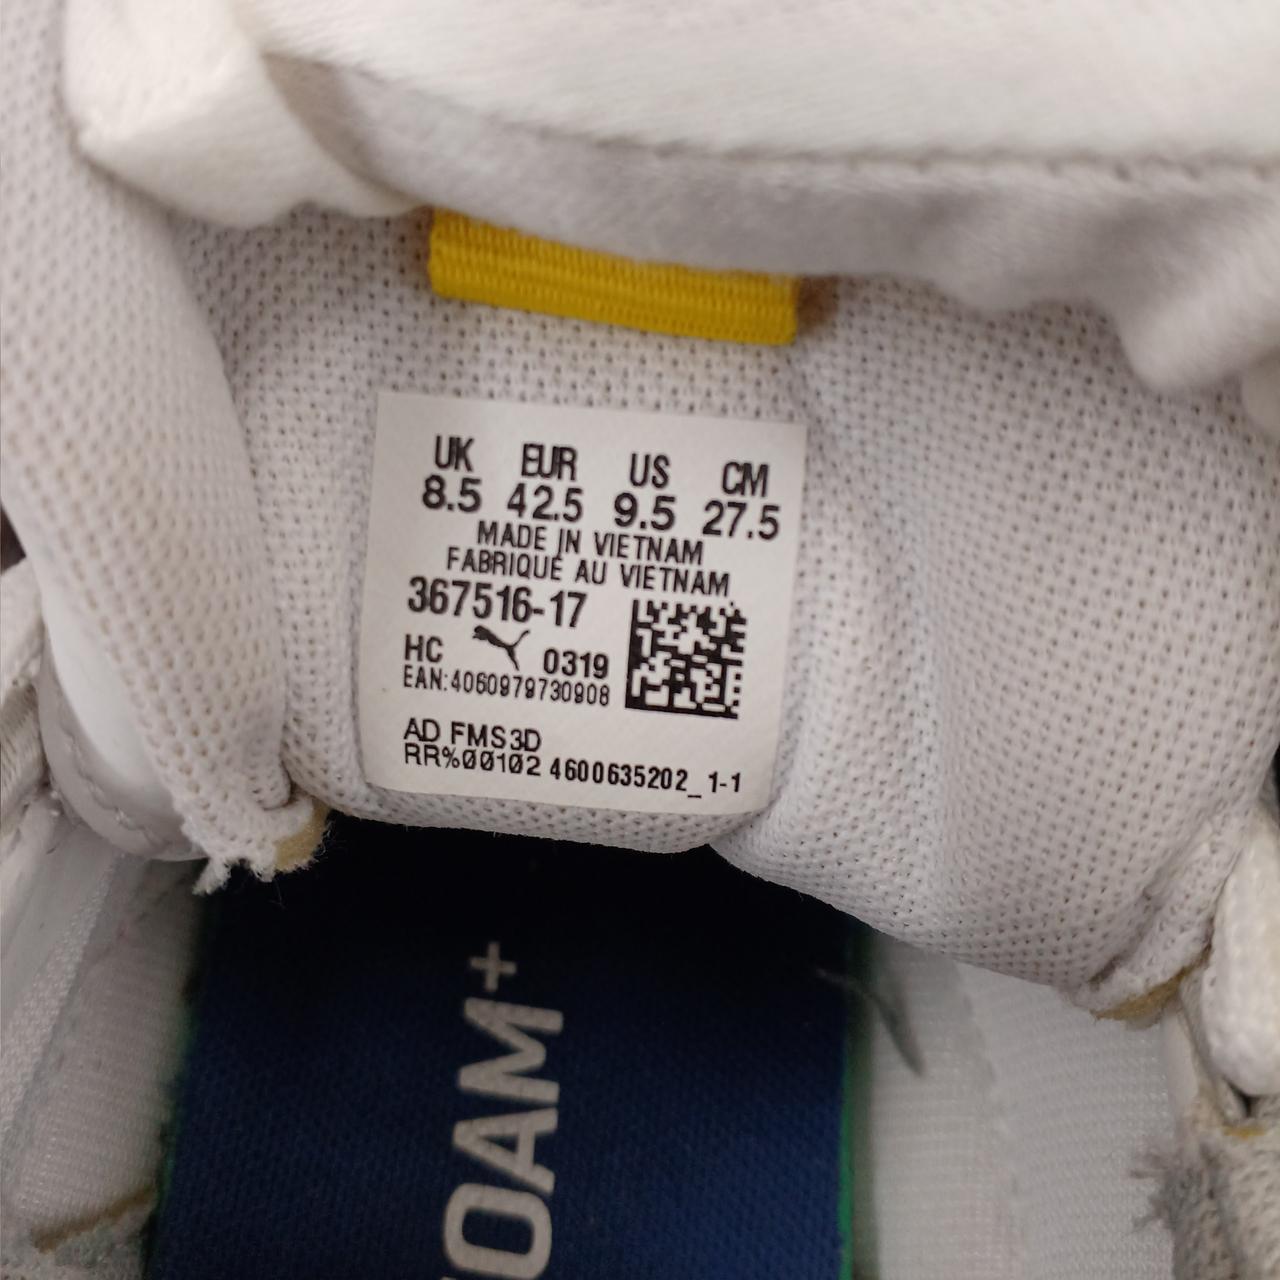 UK EUR US CM
8.5 42.5 9.5 27.5
MADE IN VIETNAM
FABRIQUÉ AU VIETNAM
367516-17
HC 0319
EAN:4060979730908
AD FMS3D
RR%00102 4600635202_1-1
OAM+